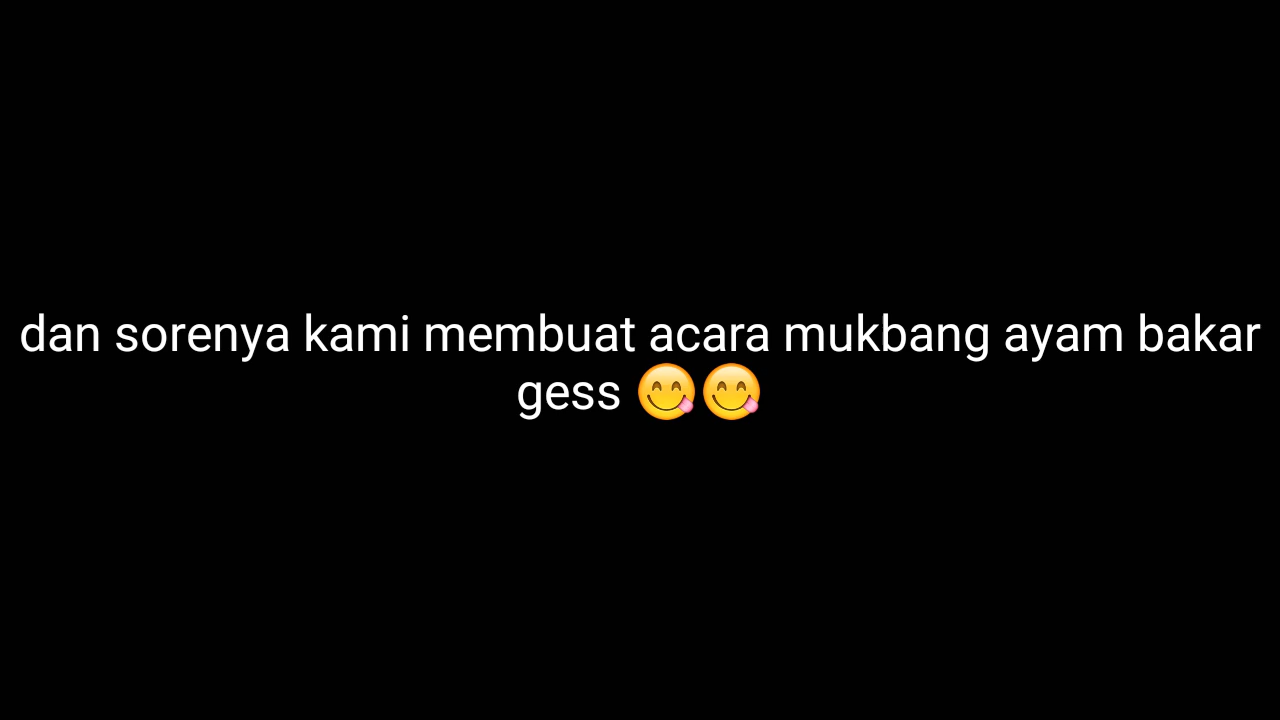 dan sorenya kami membuat acara mukbang ayam bakar
gess 😋😋